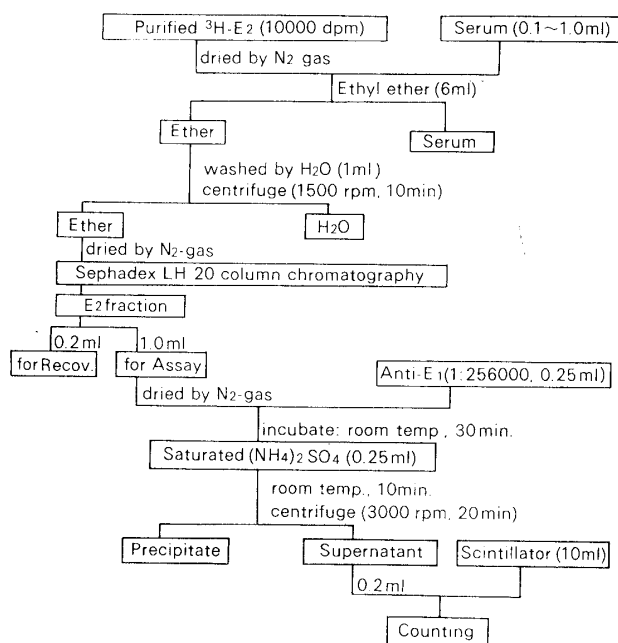 Purified ³H-E2 (10000 dpm)
Serum (0.1~1.0ml)
dried by N2 gas
Ethyl ether (6ml)
Ether
Serum
washed by H2O (1ml)
centrifuge (1500 rpm, 10min)
Ether
H2O
dried by N2-gas
Sephadex LH 20 column chromatography
E2 fraction
0.2ml
1.0ml
for Recov.
for Assay
Anti-E1(1:256000, 0.25ml)
dried by N2-gas
incubate: room temp., 30min.
Saturated (NH4)2 SO4 (0.25ml)
room temp., 10min.
centrifuge (3000 rpm, 20min)
Precipitate
Supernatant
Scintillator (10ml)
0.2ml
Counting